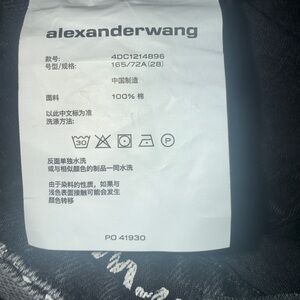 alexanderwang
款号: 4DC1214896
号型/规格: 165/72A(28)
中国制造
面料 100% 棉
以此中文标为准
洗涤方法:
30 P
反面单独水洗
或与相似颜色的制品一同水洗
由于染料的性质,如果与
浅色表面接触可能会发生
颜色转移
PO 41930